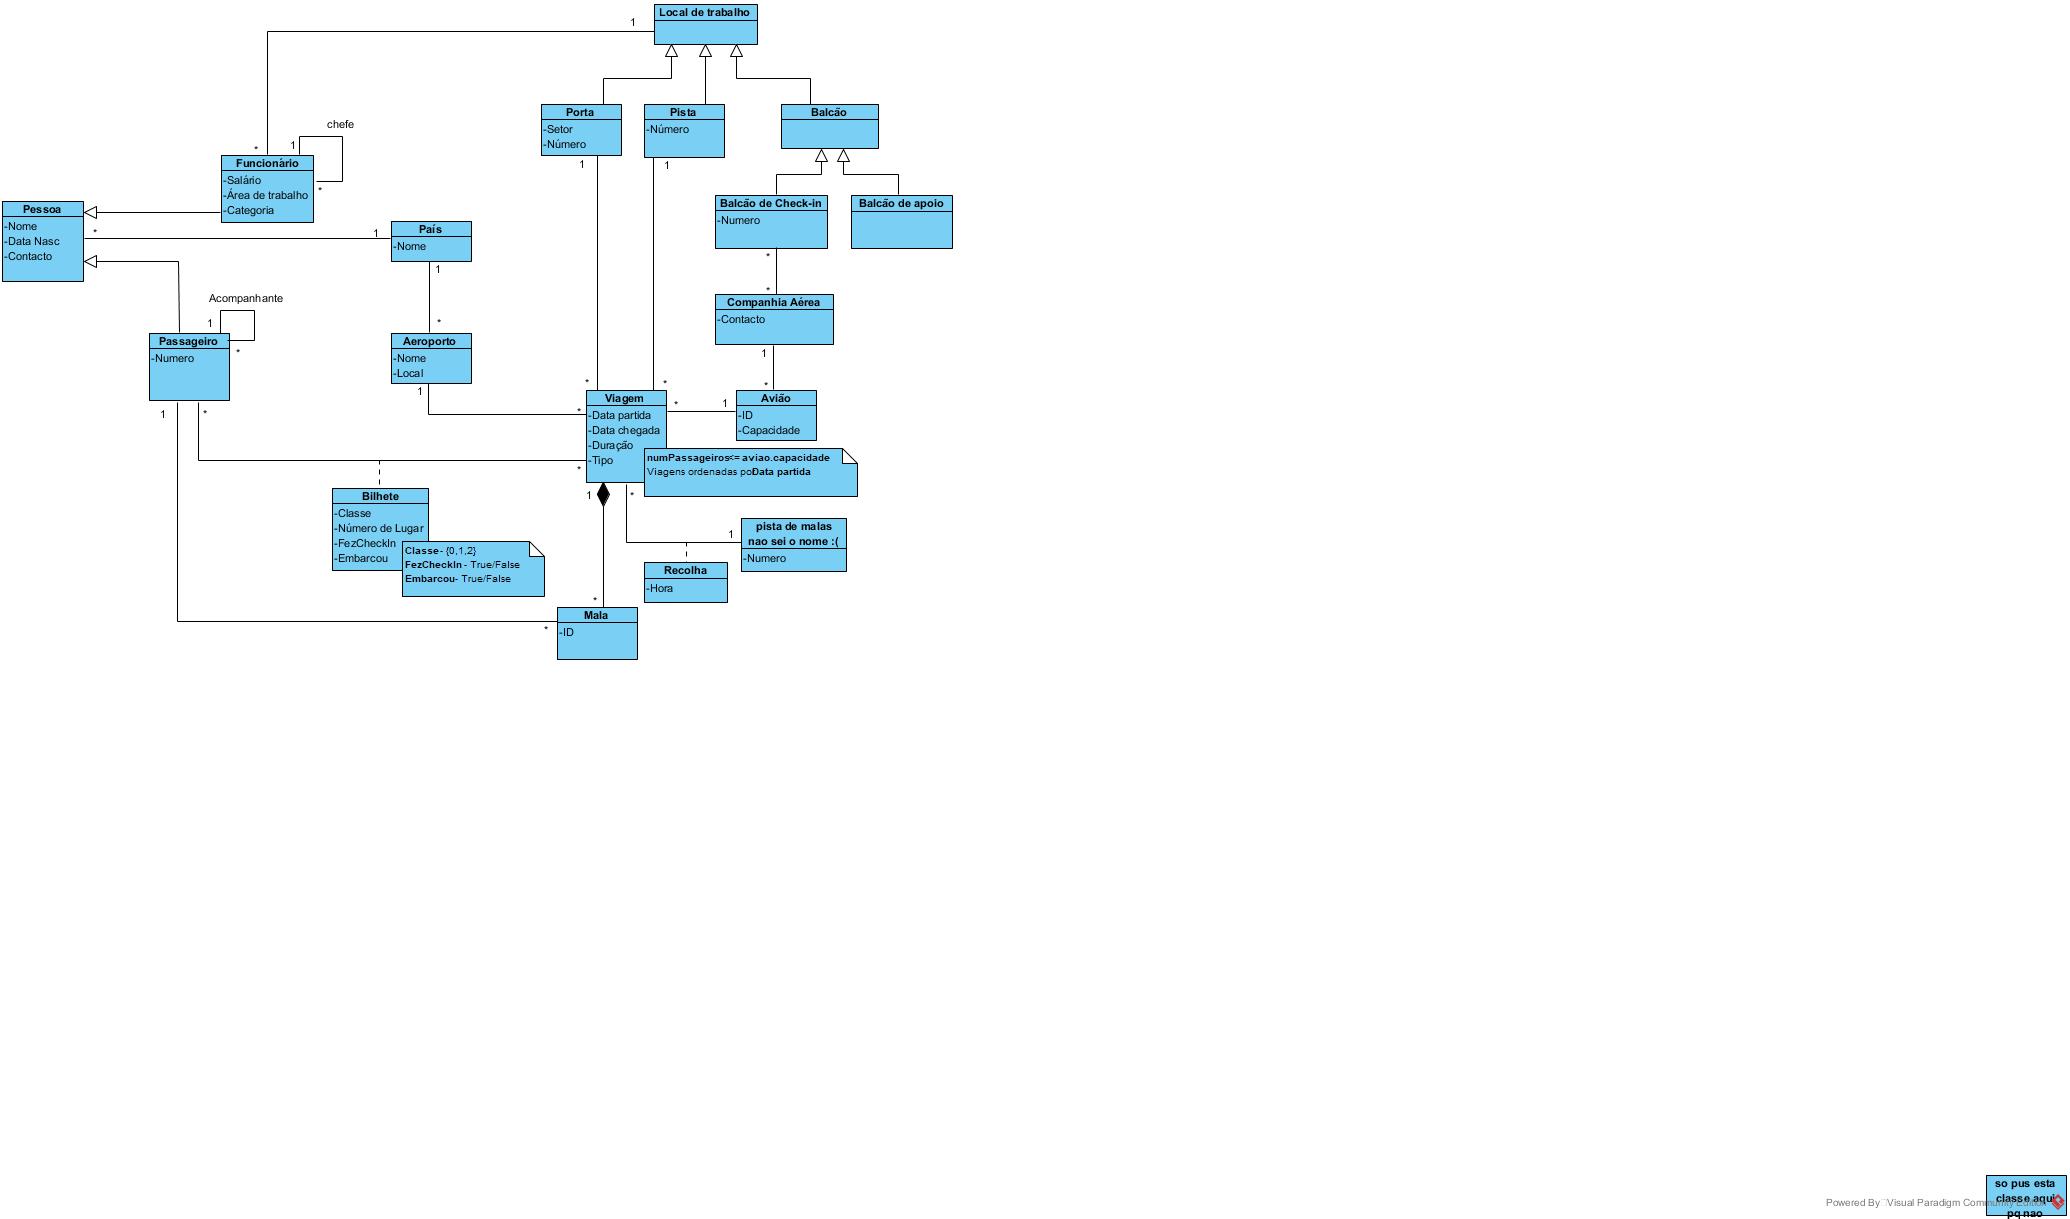 Local de trabalho
1
chefe
1
*
*
Funcionário
-Salário
-Área de trabalho
-Categoria
Porta
-Setor
-Número
1
Pista
-Número
1
Balcão
Balcão de Check-in
-Numero
*
Balcão de apoio
Pessoa
-Nome
-Data Nasc
-Contacto
*
1
País
-Nome
1
*
*
Companhia Aérea
-Contacto
1
*
Acompanhante
1
*
Passageiro
-Numero
1
*
Aeroporto
-Nome
-Local
1
*
*
*
Viagem
-Data partida
-Data chegada
-Duração
-Tipo
*
*
1
Avião
-ID
-Capacidade
numPassageiros<= aviao.capacidade
Viagens ordenadas por Data partida
1
*
Bilhete
-Classe
-Número de Lugar
-FezCheckIn
-Embarcou
Classe - {0,1,2}
FezCheckIn - True/False
Embarcou - True/False
1
pista de malas
nao sei o nome :(
-Numero
Recolha
-Hora
*
*
Mala
-ID
so pus esta
classe aqui
pq nao
Powered By Visual Paradigm Community Edition